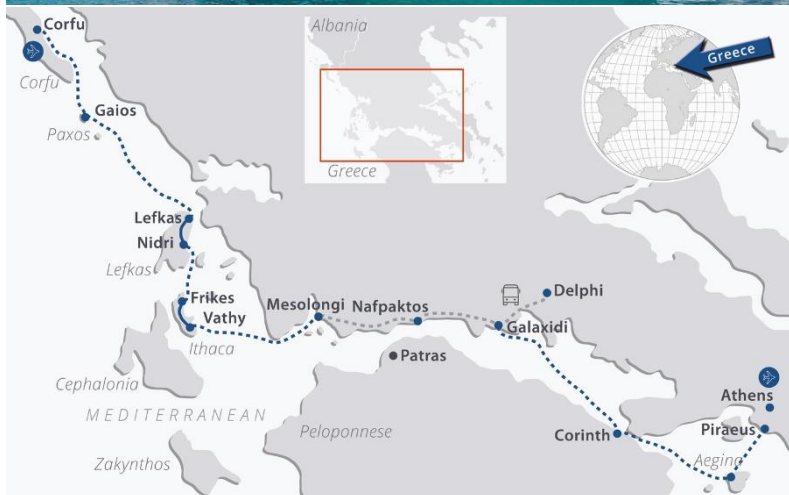 Corfu
Corfu
Gaios
Paxos
Albania
Greece
Greece
Lefkas
Nidri
Lefkas
Frikes
Vathy
Ithaca
Mesolongi
Nafpaktos
Delphi
Galaxidi
Patras
Cephalonia
MEDITERRANEAN
Zakynthos
Peloponnese
Corinth
Athens
Piraeus
Aegina